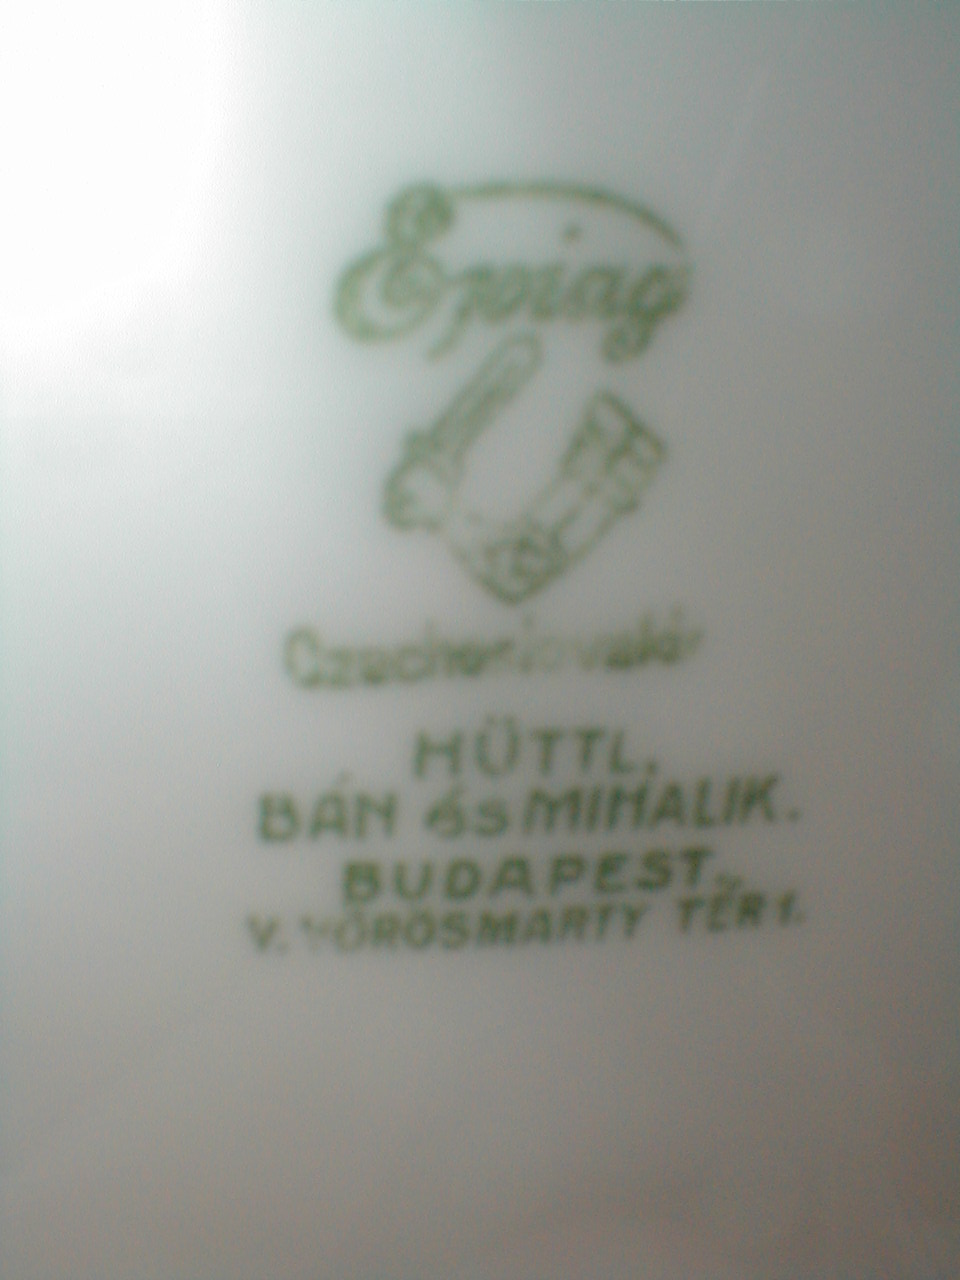 Epiag
Czechoslovakia
HÜTTL,
BÁN és MIHALIK.
BUDAPEST,
V. VÖRÖSMARTY TÉR 1.